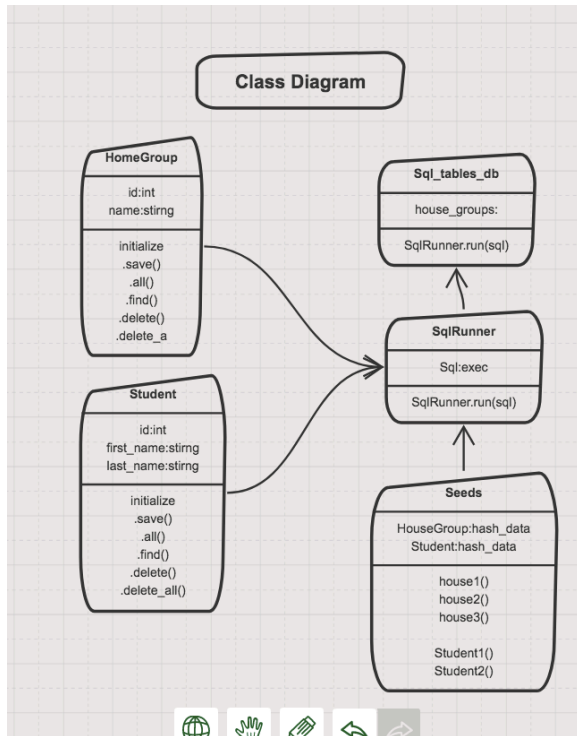 Class Diagram
HomeGroup
id:int
name:stirng
initialize
.save()
.all()
.find()
.delete()
.delete_a
Student
id:int
first_name:stirng
last_name:stirng
initialize
.save()
.all()
.find()
.delete()
.delete_all()
Sql_tables_db
house_groups:
SqlRunner.run(sql)
SqlRunner
Sql:exec
SqlRunner.run(sql)
Seeds
HouseGroup:hash_data
Student:hash_data
house1()
house2()
house3()
Student1()
Student2()